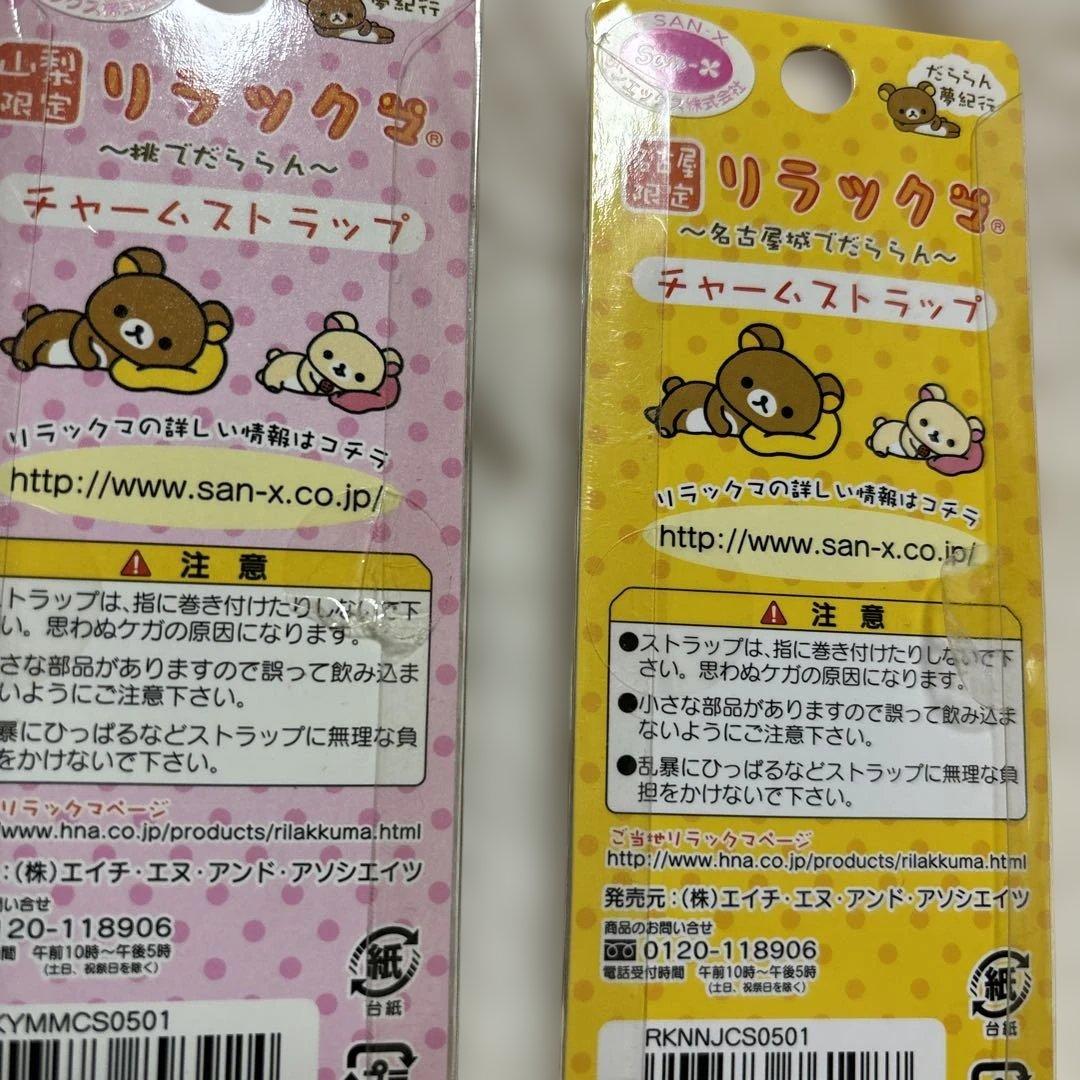 ックス株式
夢紀行
山梨
限定
リラックマ®
～桃でだららん～
チャームストラップ
リラックマの詳しい情報はコチラ
http://www.san-x.co.jp/
注意
トラップは、指に巻き付けたりしないで下
い。思わぬケガの原因になります。
さな部品がありますので誤って飲み込ま
いようにご注意下さい。
暴にひっぱるなどストラップに無理な負
をかけないで下さい。
リラックマページ
www.hna.co.jp/products/rilakkuma.html
:(株)エイチ・エヌ・アンド・アソシエイツ
問い合せ
0120-118906
間 午前10時～午後5時
(土日、祝祭日を除く)
紙
台紙
KYMMCS0501
SAN-X
San-X
エックス株式会社
だららん
夢紀行
古屋
限定
リラックマ®
～名古屋城でだららん～
チャームストラップ
リラックマの詳しい情報はコチラ
http://www.san-x.co.jp/
注意
●ストラップは、指に巻き付けたりしないで下
さい。思わぬケガの原因になります。
●小さな部品がありますので誤って飲み込ま
ないようにご注意下さい。
●乱暴にひっぱるなどストラップに無理な負
担をかけないで下さい。
ご当地リラックマページ
http://www.hna.co.jp/products/rilakkuma.html
発売元:(株)エイチ・エヌ・アンド・アソシエイツ
商品のお問い合せ
0120-118906
電話受付時間 午前10時～午後5時
(土日、祝祭日を除く)
紙
台紙
RKNNJCS0501